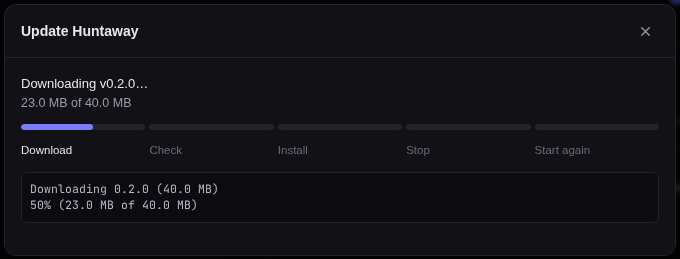 Update Huntaway
Downloading v0.2.0…
23.0 MB of 40.0 MB
Download Check Install Stop Start again
Downloading 0.2.0 (40.0 MB)
50% (23.0 MB of 40.0 MB)